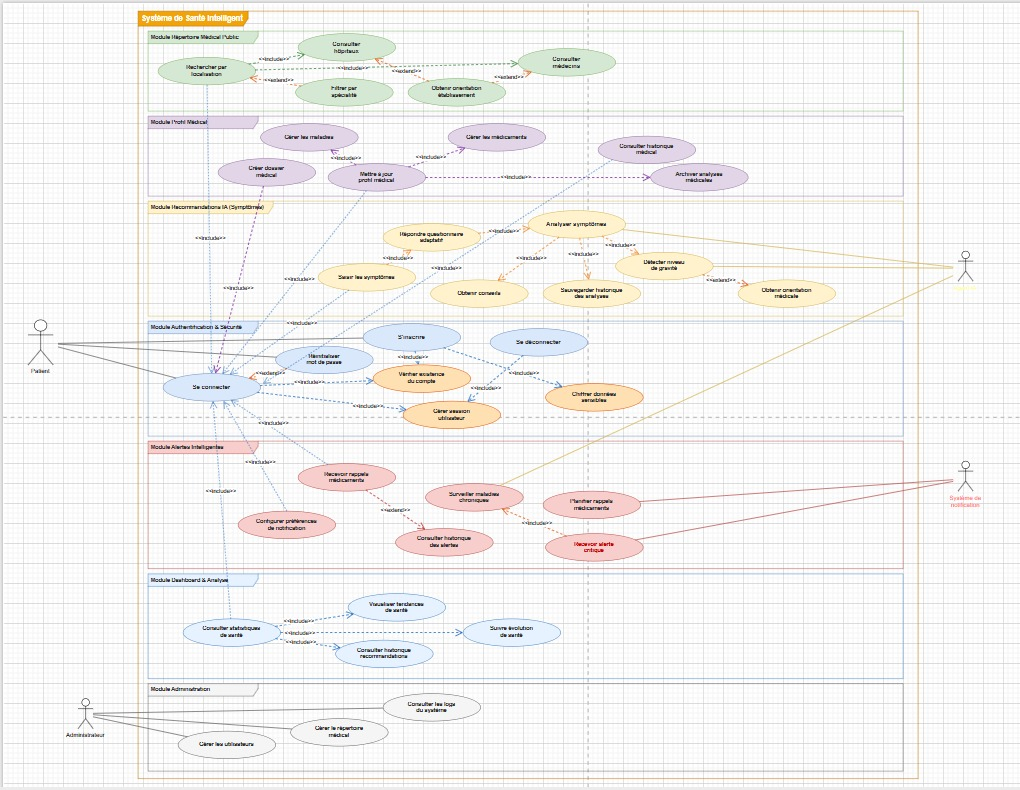 Système de Santé Intelligent
Module Répertoire Médical Public
Consulter
hôpitaux
Rechercher par
localisation
Consulter
médecins
Filtrer par
spécialité
Obtenir orientation
établissement
<<include>>
<<include>>
<<extend>>
<<extend>>
<<extend>>
Module Profil Médical
Gérer les maladies
Gérer les médicaments
Consulter historique
médical
Créer dossier
médical
Mettre à jour
profil médical
Archiver analyses
médicales
<<include>>
<<include>>
<<include>>
Module Recommandations IA (Symptômes)
Analyser symptômes
Répondre questionnaire
adaptatif
Détecter niveau
de gravité
Saisir les symptômes
Obtenir conseils
Sauvegarder historique
des analyses
Obtenir orientation
médicale
<<include>>
<<include>>
<<include>>
<<include>>
<<include>>
<<include>>
<<include>>
<<include>>
<<include>>
<<include>>
<<extend>>
Module Authentification & Sécurité
<<include>>
S'inscrire
Se déconnecter
Réinitialiser
mot de passe
Vérifier existence
du compte
Se connecter
Chiffrer données
sensibles
Gérer session
utilisateur
<<include>>
<<extend>>
<<include>>
<<include>>
<<include>>
<<include>>
<<include>>
Patient
Module Alertes Intelligentes
<<include>>
<<include>>
Recevoir rappels
médicaments
Surveiller maladies
chroniques
Planifier rappels
médicaments
Configurer préférences
de notification
Consulter historique
des alertes
Recevoir alerte
critique
<<extend>>
<<include>>
Système de
notification
Module Dashboard & Analyse
Visualiser tendances
de santé
Consulter statistiques
de santé
Suivre évolution
de santé
Consulter historique
recommandations
<<include>>
<<include>>
<<include>>
Module Administration
Consulter les logs
du système
Gérer le répertoire
médical
Gérer les utilisateurs
Administrateur